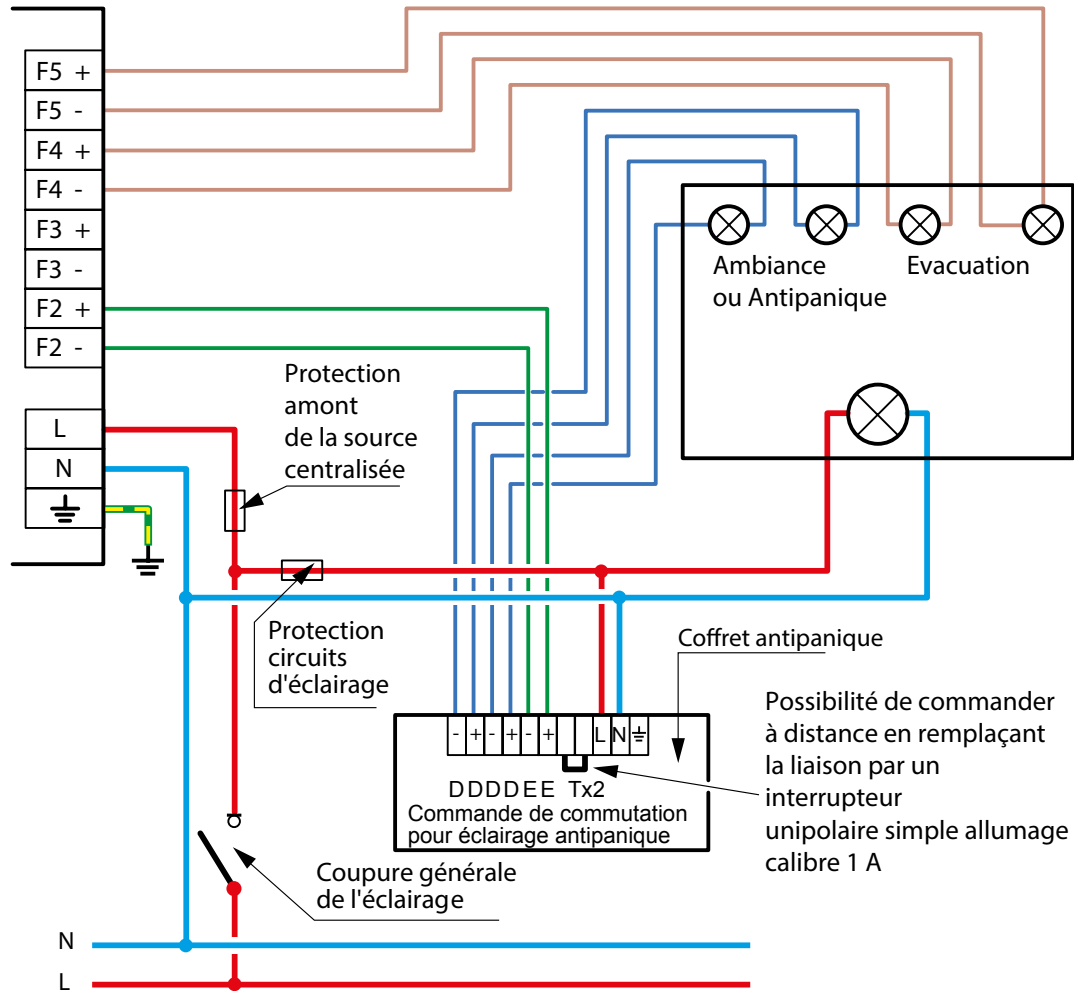 F5 +
F5 -
F4 +
F4 -
F3 +
F3 -
F2 +
F2 -
L
N
Ambiance
ou Antipanique
Evacuation
Protection
amont
de la source
centralisée
Protection
circuits
d'éclairage
Coffret antipanique
Possibilité de commander
à distance en remplaçant
la liaison par un
interrupteur
unipolaire simple allumage
calibre 1 A
- + - + - + L N
D D D D E E Tx2
Commande de commutation
pour éclairage antipanique
Coupure générale
de l'éclairage
N
L